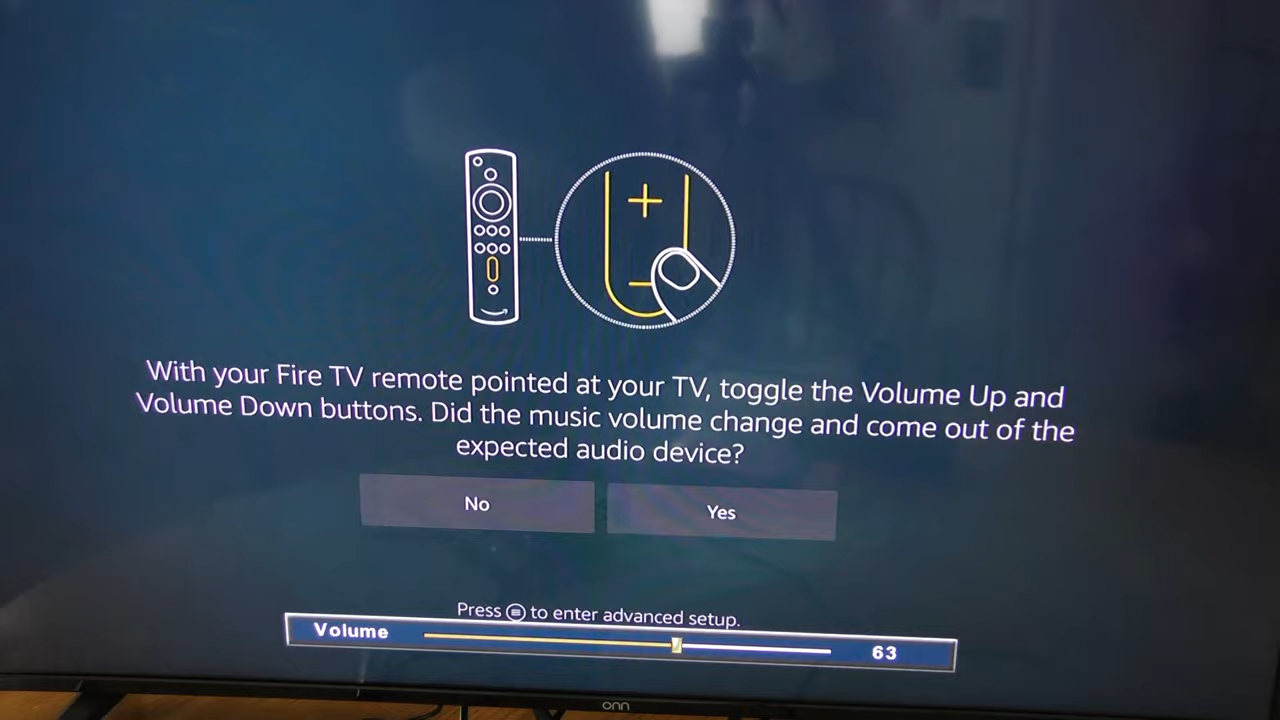 With your Fire TV remote pointed at your TV, toggle the Volume Up and
Volume Down buttons. Did the music volume change and come out of the
expected audio device?
No
Yes
Press to enter advanced setup.
Volume
63
onn